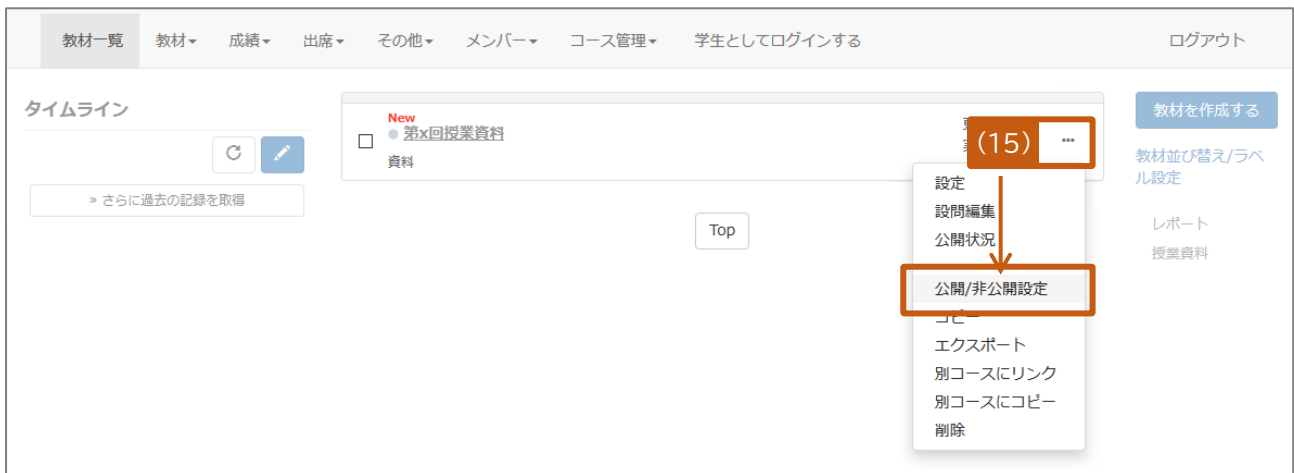 教材一覧 教材▾ 成績▾ 出席▾ その他▾ メンバー▾ コース管理▾ 学生としてログインする ログアウト
タイムライン
» さらに過去の記録を取得
New
第x回授業資料
資料
(15) •••
設定
設問編集
公開状況
公開/非公開設定
コピー
エクスポート
別コースにリンク
別コースにコピー
削除
Top
教材を作成する
教材並び替え/ラベ
ル設定
レポート
授業資料